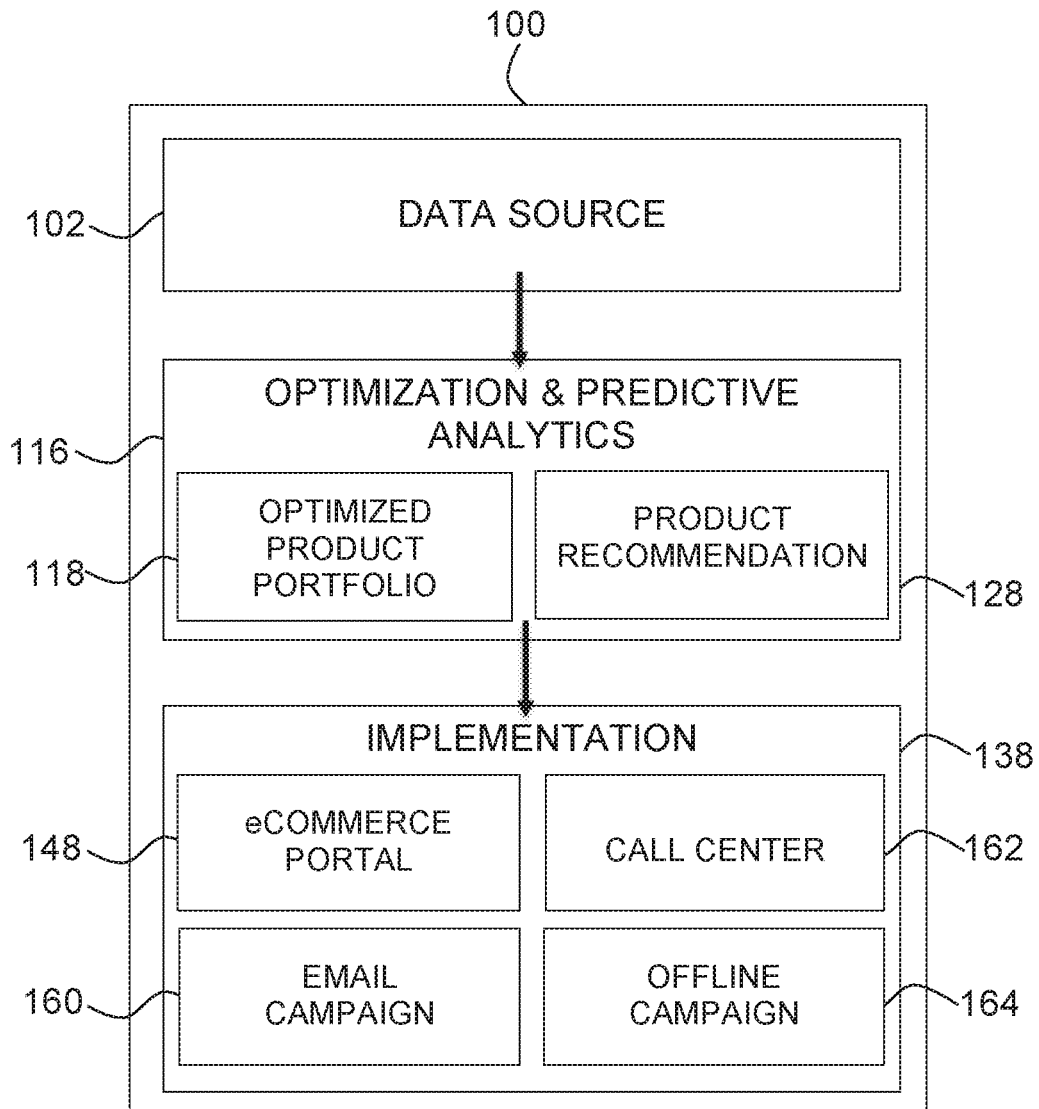 100
102
DATA SOURCE
OPTIMIZATION & PREDICTIVE
ANALYTICS
116
OPTIMIZED
PRODUCT
PORTFOLIO
118
PRODUCT
RECOMMENDATION
128
IMPLEMENTATION
138
eCOMMERCE
PORTAL
148
CALL CENTER
162
EMAIL
CAMPAIGN
160
OFFLINE
CAMPAIGN
164